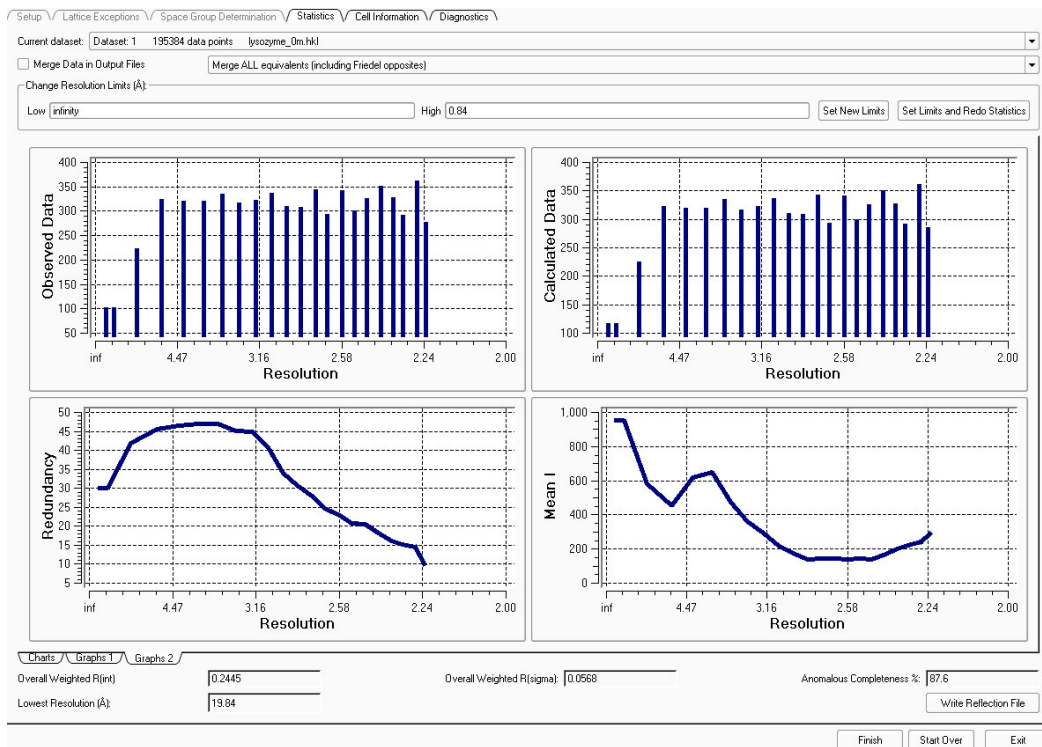 Setup Lattice Exceptions Space Group Determination Statistics Cell Information Diagnostics
Current dataset: Dataset: 1 195384 data points lysozyme_0m.hkl
Merge Data in Output Files Merge ALL equivalents (including Friedel opposites)
Change Resolution Limits (Å):
Low infinity High 0.84 Set New Limits Set Limits and Redo Statistics
Observed Data
400
350
300
250
200
150
100
50
inf 4.47 3.16 2.58 2.24 2.00
Resolution
Calculated Data
400
350
300
250
200
150
100
inf 4.47 3.16 2.58 2.24 2.00
Resolution
Redundancy
50
45
40
35
30
25
20
15
10
5
inf 4.47 3.16 2.58 2.24 2.00
Resolution
Mean I
1,000
800
600
400
200
0
inf 4.47 3.16 2.58 2.24 2.00
Resolution
Charts Graphs 1 Graphs 2
Overall Weighted R(int) 0.2445 Overall Weighted R(sigma): 0.0568 Anomalous Completeness %: 87.6
Lowest Resolution (Å): 19.84 Write Reflection File
Finish Start Over Exit